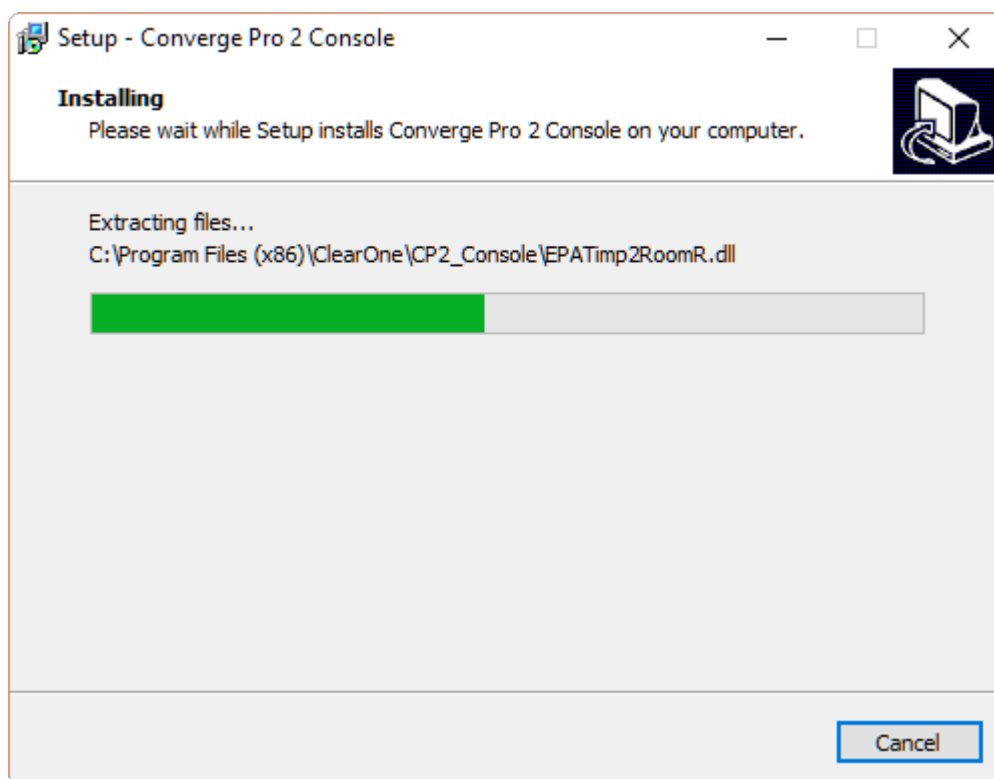 Setup - Converge Pro 2 Console
Installing
Please wait while Setup installs Converge Pro 2 Console on your computer.
Extracting files...
C:\Program Files (x86)\ClearOne\CP2_Console\EPATimp2RoomR.dll
Cancel